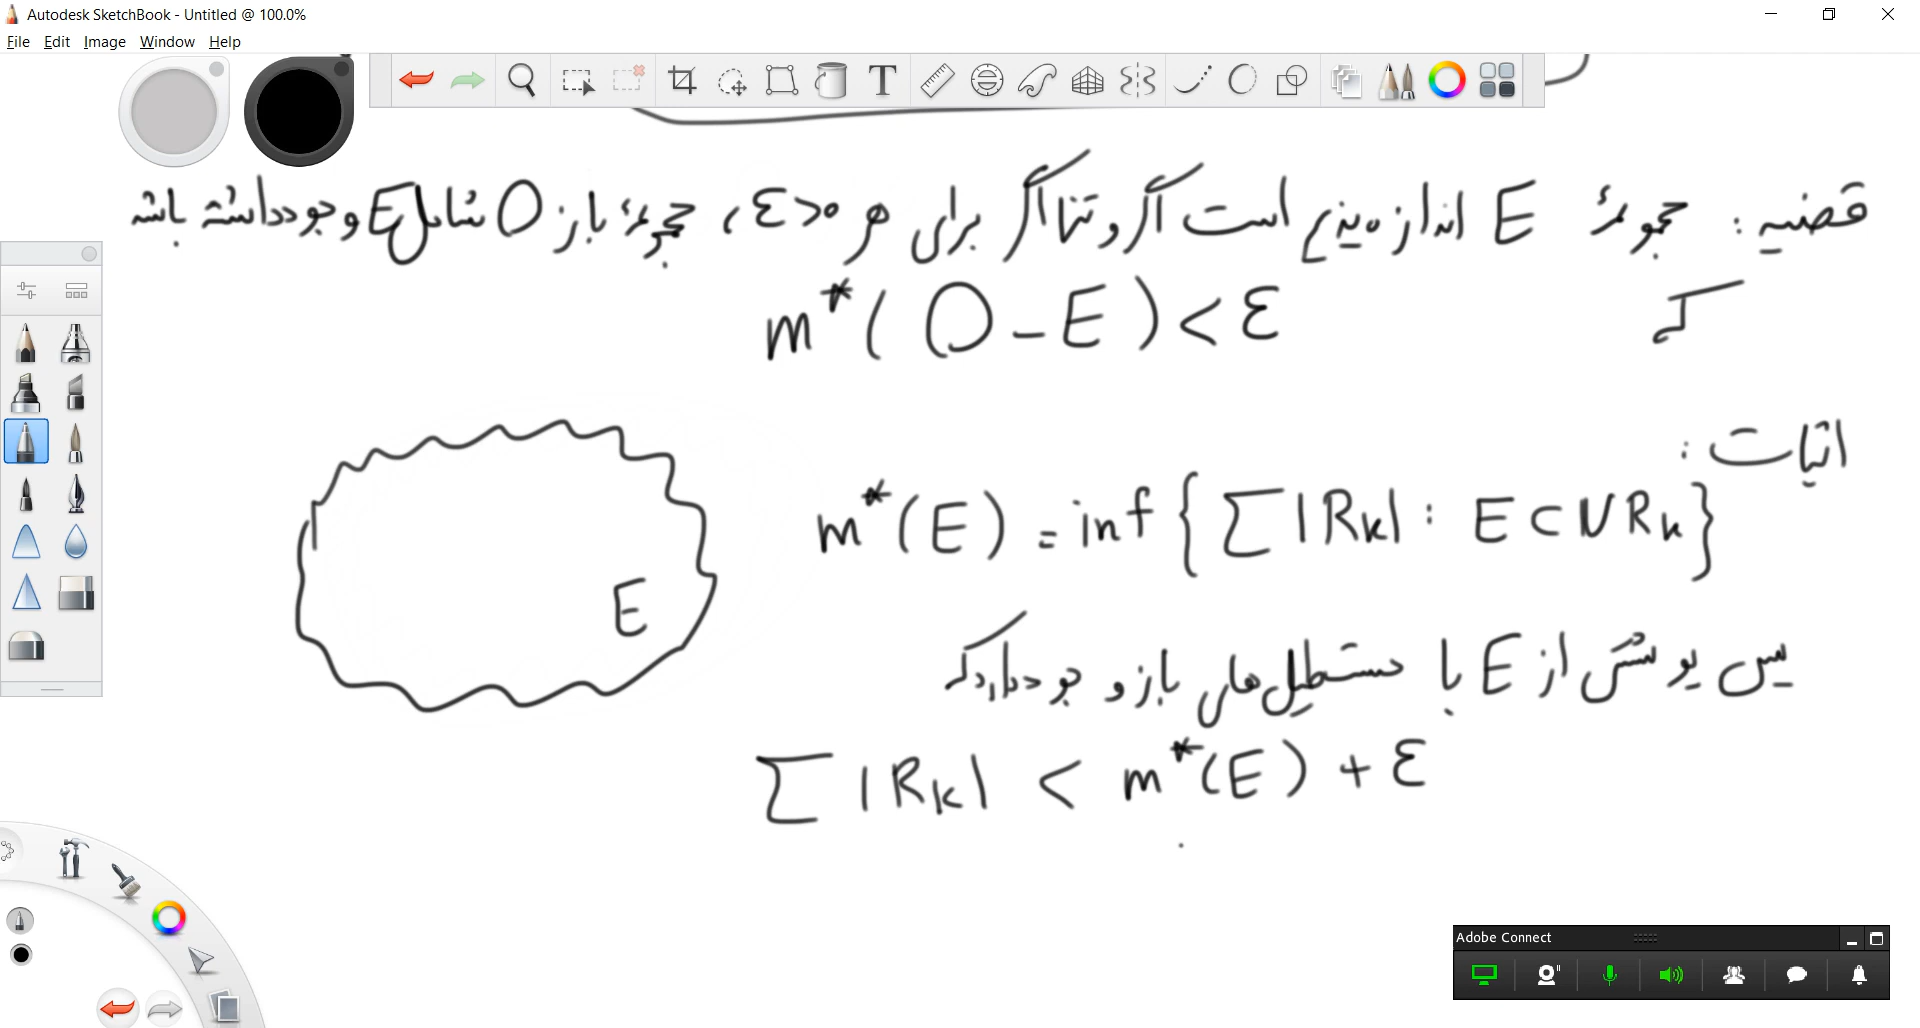 Autodesk SketchBook - Untitled @ 100.0%
File Edit Image Window Help
قضیه: مجموعهٔ E اندازه‌پذیر است اگر و تنها اگر برای هر ε>0، مجموعهٔ باز O شامل E وجود داشته باشد
که
m*(O-E)<ε
اثبات:
m*(E) = inf{∑|Rk| : E⊂∪Rk}
E
پس پوششی از E با مستطیل‌های باز وجود دارد که
∑|Rk| < m*(E) + ε
Adobe Connect